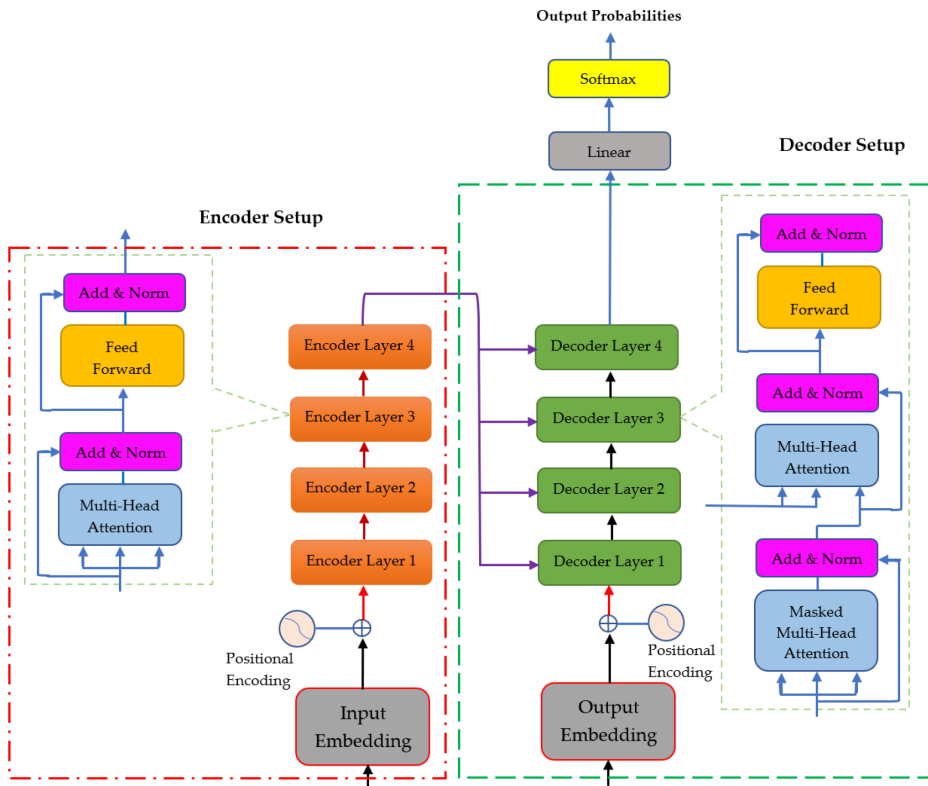 Output Probabilities
Softmax
Linear
Decoder Setup
Encoder Setup
Add & Norm
Feed
Forward
Add & Norm
Multi-Head
Attention
Encoder Layer 4
Encoder Layer 3
Encoder Layer 2
Encoder Layer 1
Positional
Encoding
Input
Embedding
Decoder Layer 4
Decoder Layer 3
Decoder Layer 2
Decoder Layer 1
Positional
Encoding
Output
Embedding
Add & Norm
Feed
Forward
Add & Norm
Multi-Head
Attention
Add & Norm
Masked
Multi-Head
Attention